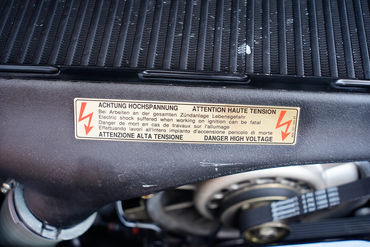 ACHTUNG HOCHSPANNUNG ATTENTION HAUTE TENSION
Bei Arbeiten an der gesamten Zündanlage Lebensgefahr
Electric shock suffered when working on ignition can be fatal
Danger de mort en cas de travaux sur l'allumage
Effettuando lavori all'intero impianto d'accensione pericolo di morte
ATTENZIONE ALTA TENSIONE DANGER HIGH VOLTAGE